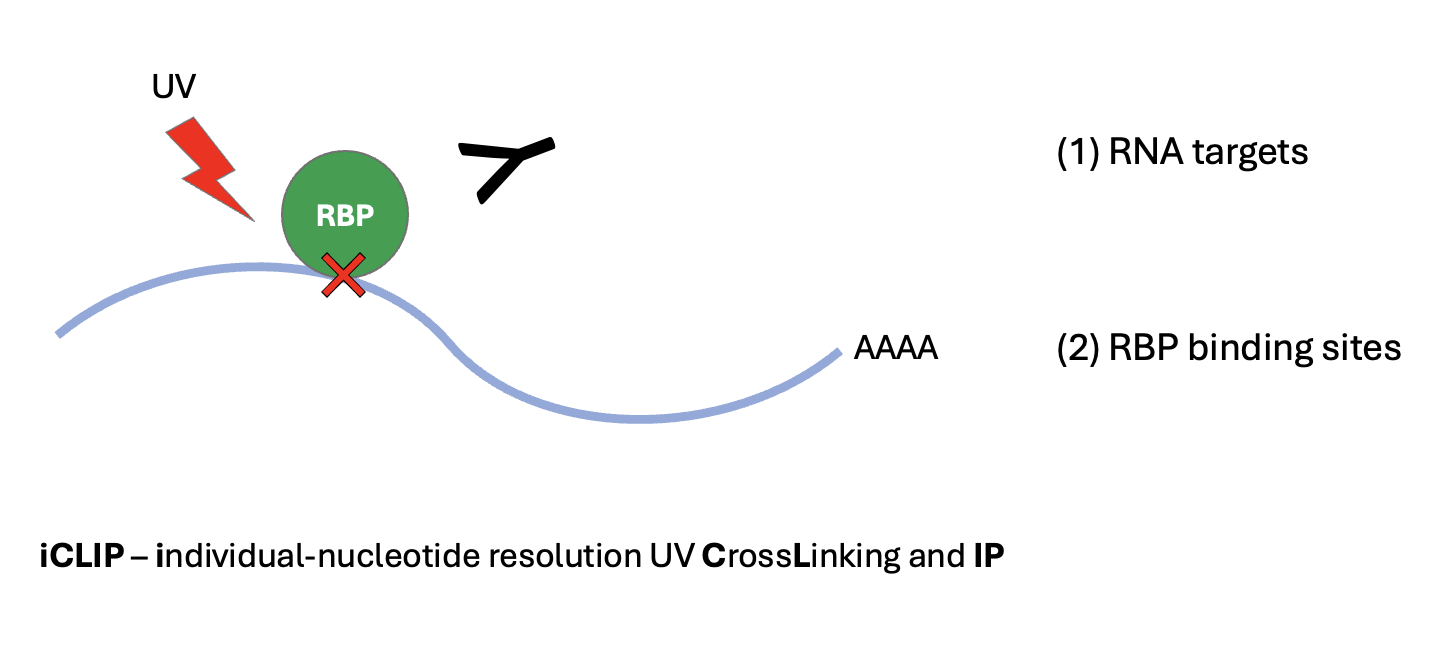 UV
RBP
(1) RNA targets
AAAA
(2) RBP binding sites
iCLIP – individual-nucleotide resolution UV CrossLinking and IP